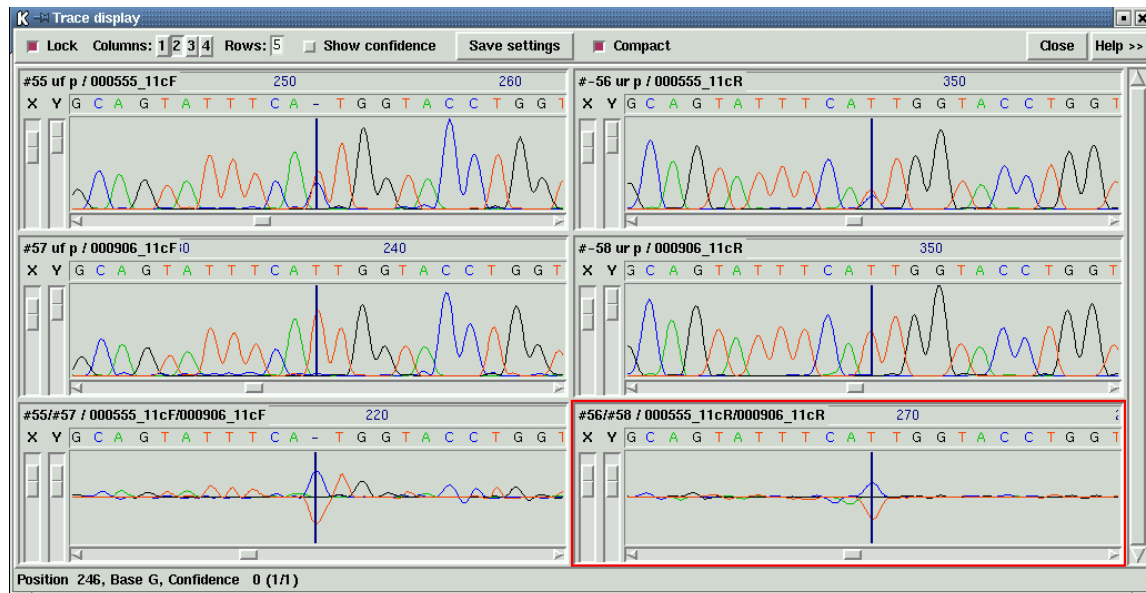 Trace display
Lock Columns: 1 2 3 4 Rows: 5 Show confidence Save settings Compact Close Help >>
#55 uf p / 000555_11cF 250 260
X Y G C A G T A T T T C A - T G G T A C C T G G T
#-56 ur p / 000555_11cR 350
X Y G C A G T A T T T C A T T G G T A C C T G G T
#57 uf p / 000906_11cF 240
X Y G C A G T A T T T C A T T G G T A C C T G G T
#-58 ur p / 000906_11cR 350
X Y G C A G T A T T T C A T T G G T A C C T G G T
#55/#57 / 000555_11cF/000906_11cF 220
X Y G C A G T A T T T C A - T G G T A C C T G G T
#56/#58 / 000555_11cR/000906_11cR 270
X Y G C A G T A T T T C A T T G G T A C C T G G T
Position 246, Base G, Confidence 0 (1/1)